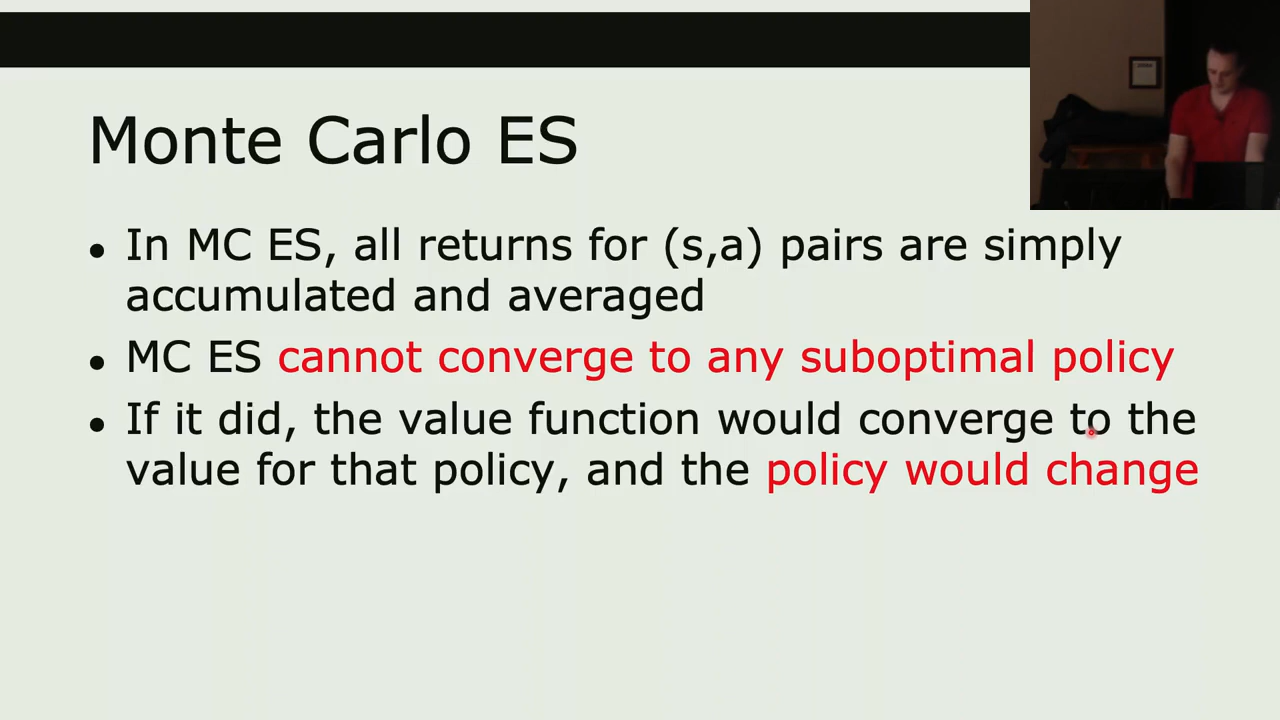 Monte Carlo ES
• In MC ES, all returns for (s,a) pairs are simply
accumulated and averaged
• MC ES cannot converge to any suboptimal policy
• If it did, the value function would converge to the
value for that policy, and the policy would change